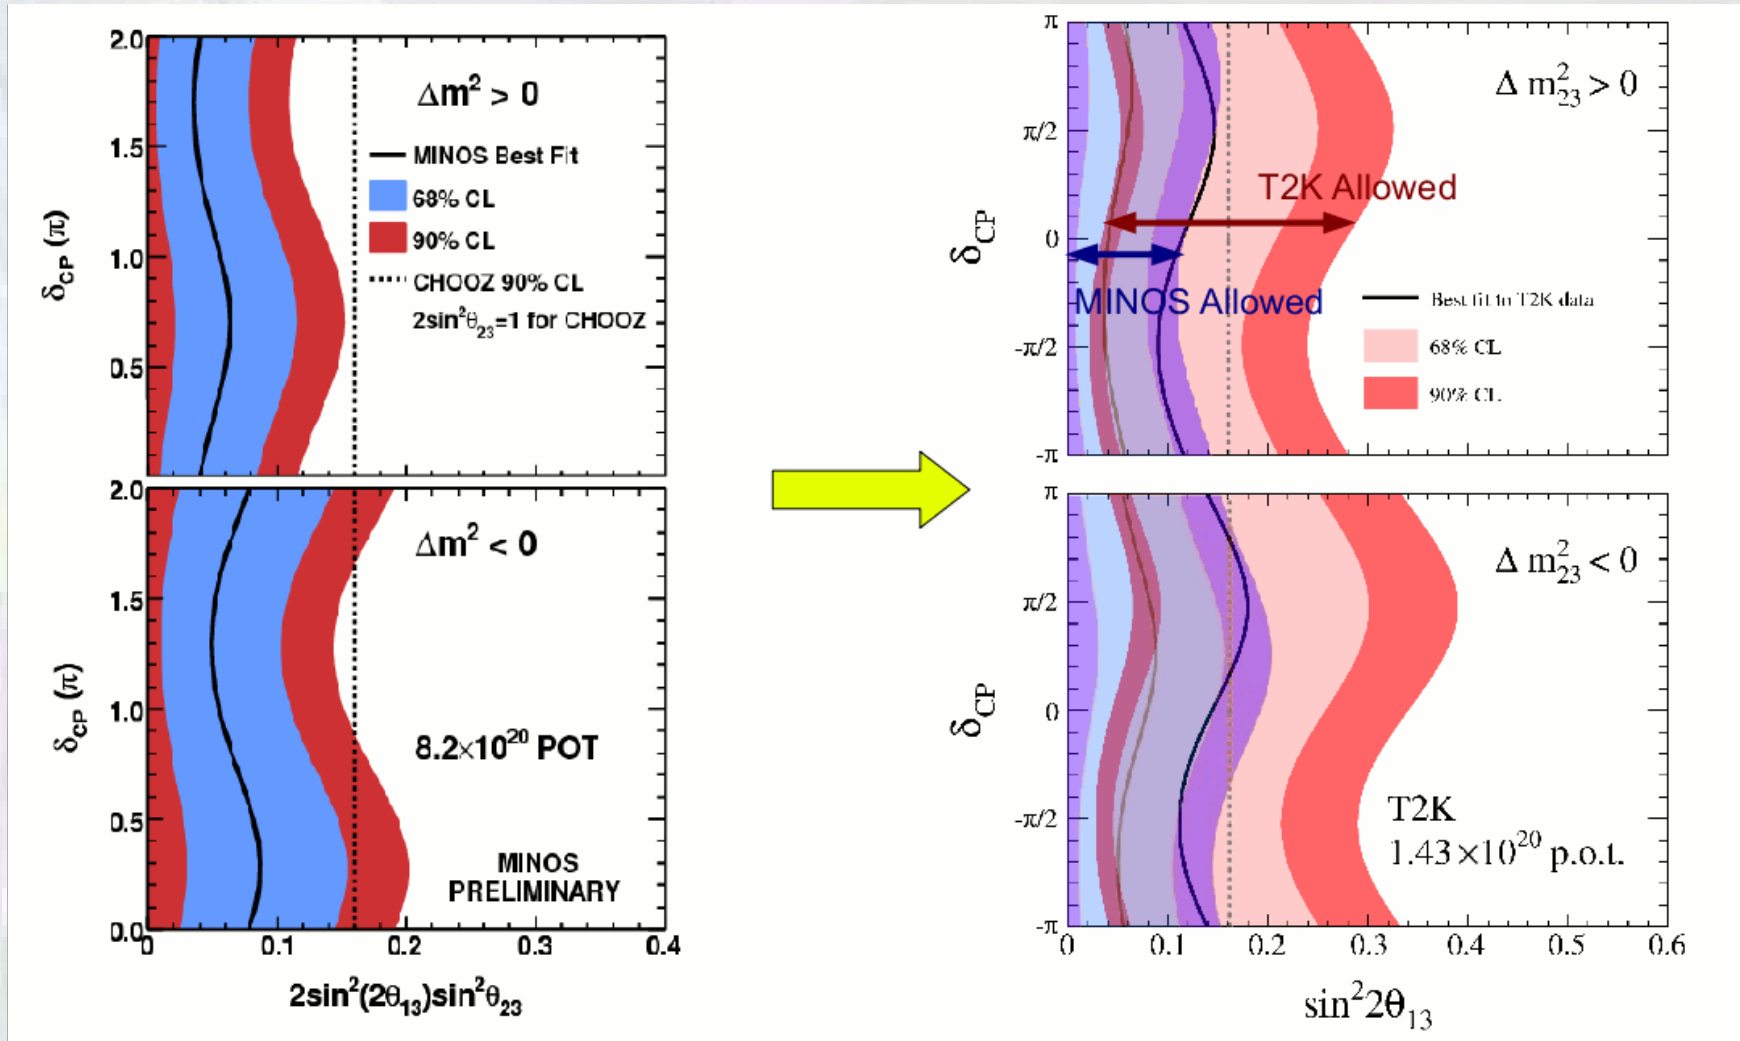 2.0
1.5
1.0
0.5
δCP (π)
Δm² > 0
MINOS Best Fit
68% CL
90% CL
CHOOZ 90% CL
2sin²θ23=1 for CHOOZ
2.0
1.5
1.0
0.5
0.0
δCP (π)
Δm² < 0
8.2×10²⁰ POT
MINOS
PRELIMINARY
0 0.1 0.2 0.3 0.4
2sin²(2θ13)sin²θ23
π
π/2
0
-π/2
-π
δCP
Δ m²23 > 0
T2K Allowed
MINOS Allowed
Best fit to T2K data
68% CL
90% CL
π
π/2
0
-π/2
-π
δCP
Δ m²23 < 0
T2K
1.43×10²⁰ p.o.t.
0 0.1 0.2 0.3 0.4 0.5 0.6
sin²2θ13